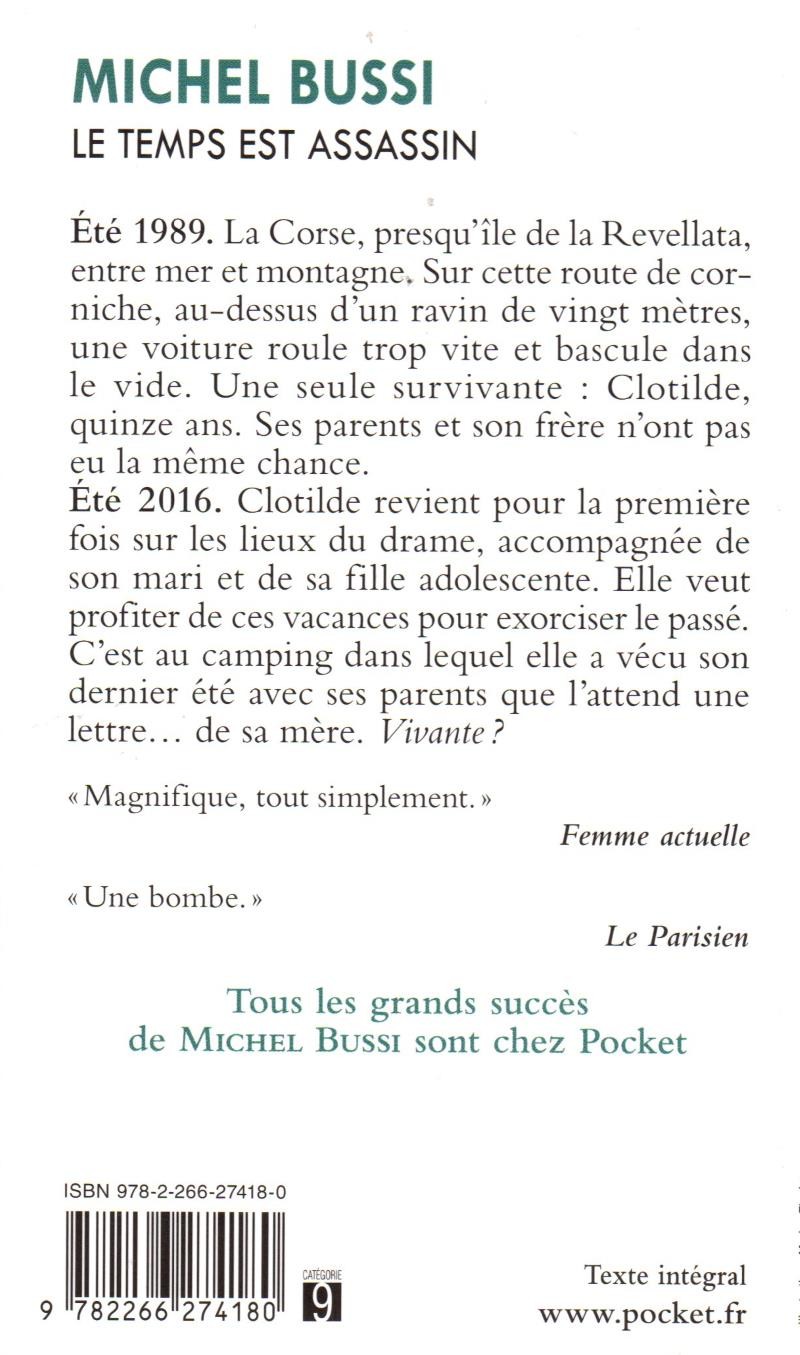 MICHEL BUSSI
LE TEMPS EST ASSASSIN
Été 1989. La Corse, presqu'île de la Revellata,
entre mer et montagne. Sur cette route de cor-
niche, au-dessus d'un ravin de vingt mètres,
une voiture roule trop vite et bascule dans
le vide. Une seule survivante : Clotilde,
quinze ans. Ses parents et son frère n'ont pas
eu la même chance.
Été 2016. Clotilde revient pour la première
fois sur les lieux du drame, accompagnée de
son mari et de sa fille adolescente. Elle veut
profiter de ces vacances pour exorciser le passé.
C'est au camping dans lequel elle a vécu son
dernier été avec ses parents que l'attend une
lettre... de sa mère. Vivante ?
« Magnifique, tout simplement. »
Femme actuelle
« Une bombe. »
Le Parisien
Tous les grands succès
de MICHEL BUSSI sont chez Pocket
ISBN 978-2-266-27418-0
9 782266 274180
CATÉGORIE
9
Texte intégral
www.pocket.fr